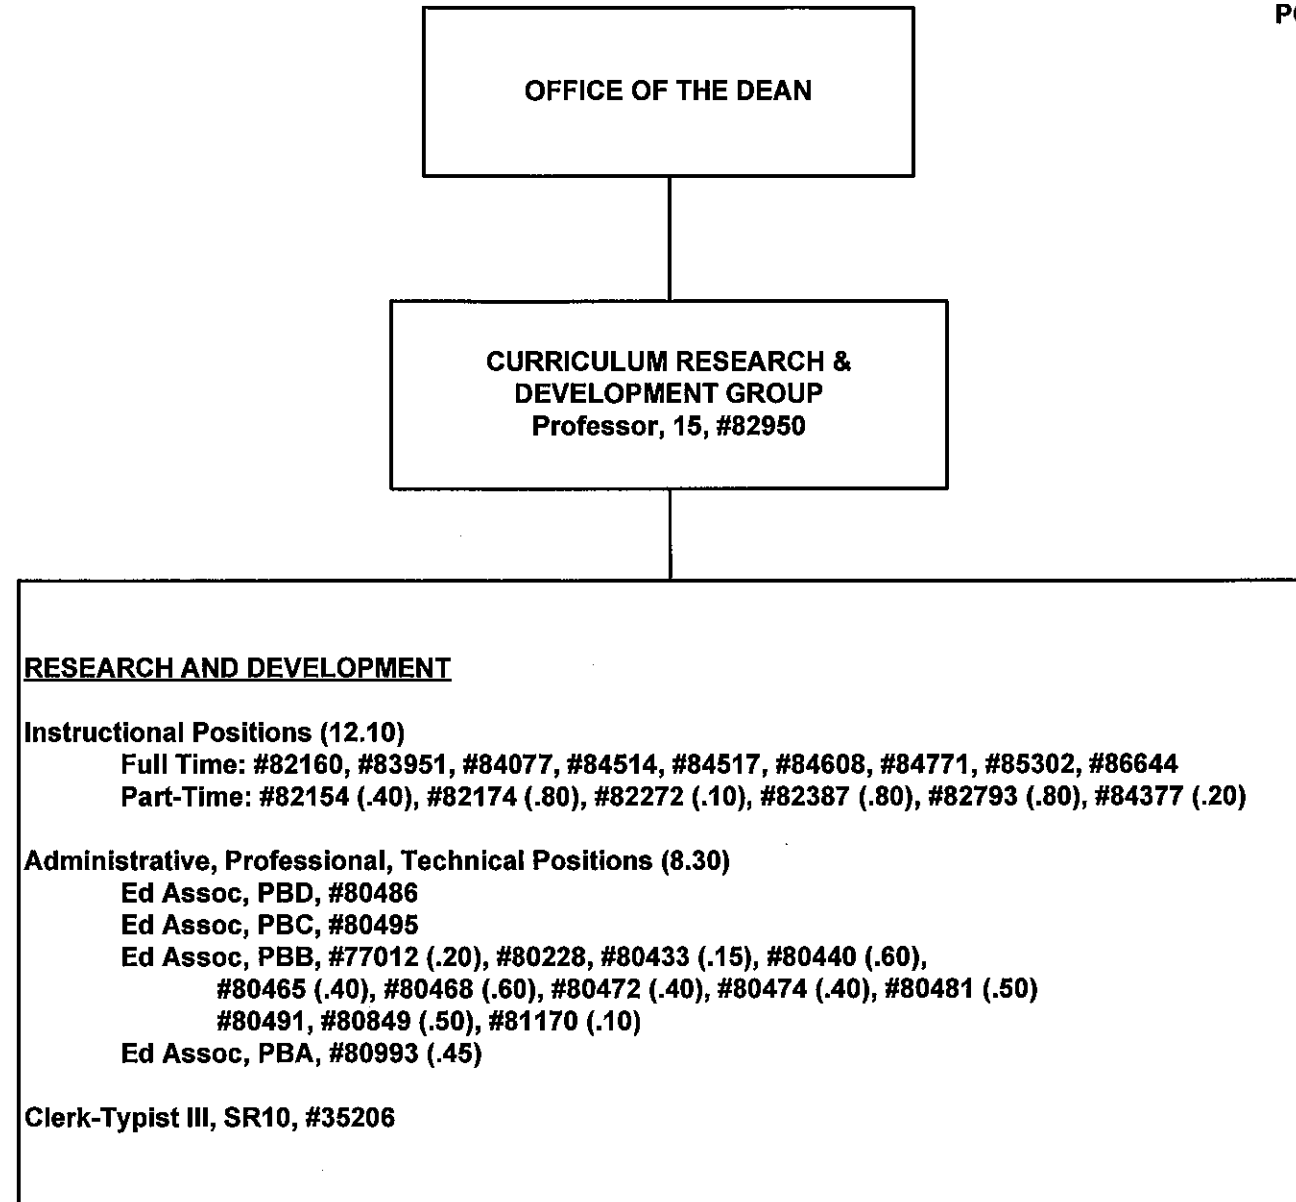 OFFICE OF THE DEAN
CURRICULUM RESEARCH &
DEVELOPMENT GROUP
Professor, 15, #82950
RESEARCH AND DEVELOPMENT
Instructional Positions (12.10)
Full Time: #82160, #83951, #84077, #84514, #84517, #84608, #84771, #85302, #86644
Part-Time: #82154 (.40), #82174 (.80), #82272 (.10), #82387 (.80), #82793 (.80), #84377 (.20)
Administrative, Professional, Technical Positions (8.30)
Ed Assoc, PBD, #80486
Ed Assoc, PBC, #80495
Ed Assoc, PBB, #77012 (.20), #80228, #80433 (.15), #80440 (.60),
#80465 (.40), #80468 (.60), #80472 (.40), #80474 (.40), #80481 (.50)
#80491, #80849 (.50), #81170 (.10)
Ed Assoc, PBA, #80993 (.45)
Clerk-Typist III, SR10, #35206